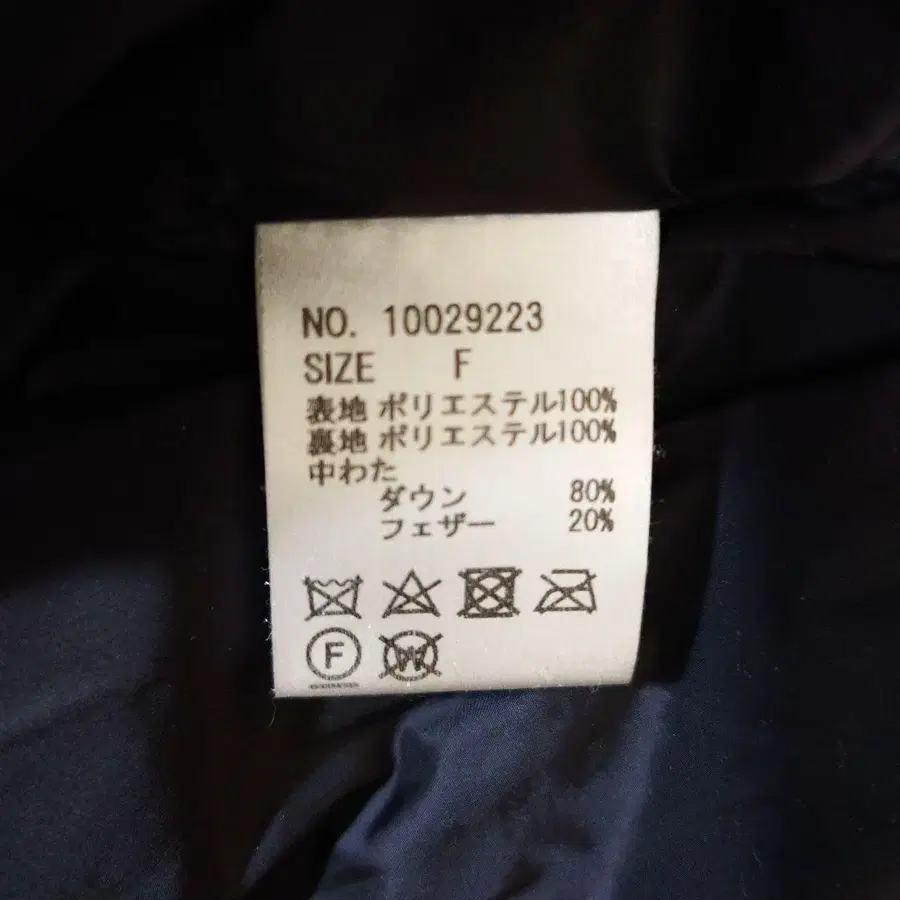 NO. 10029223
SIZE F
表地 ポリエステル100%
裏地 ポリエステル100%
中わた
ダウン 80%
フェザー 20%
F
W